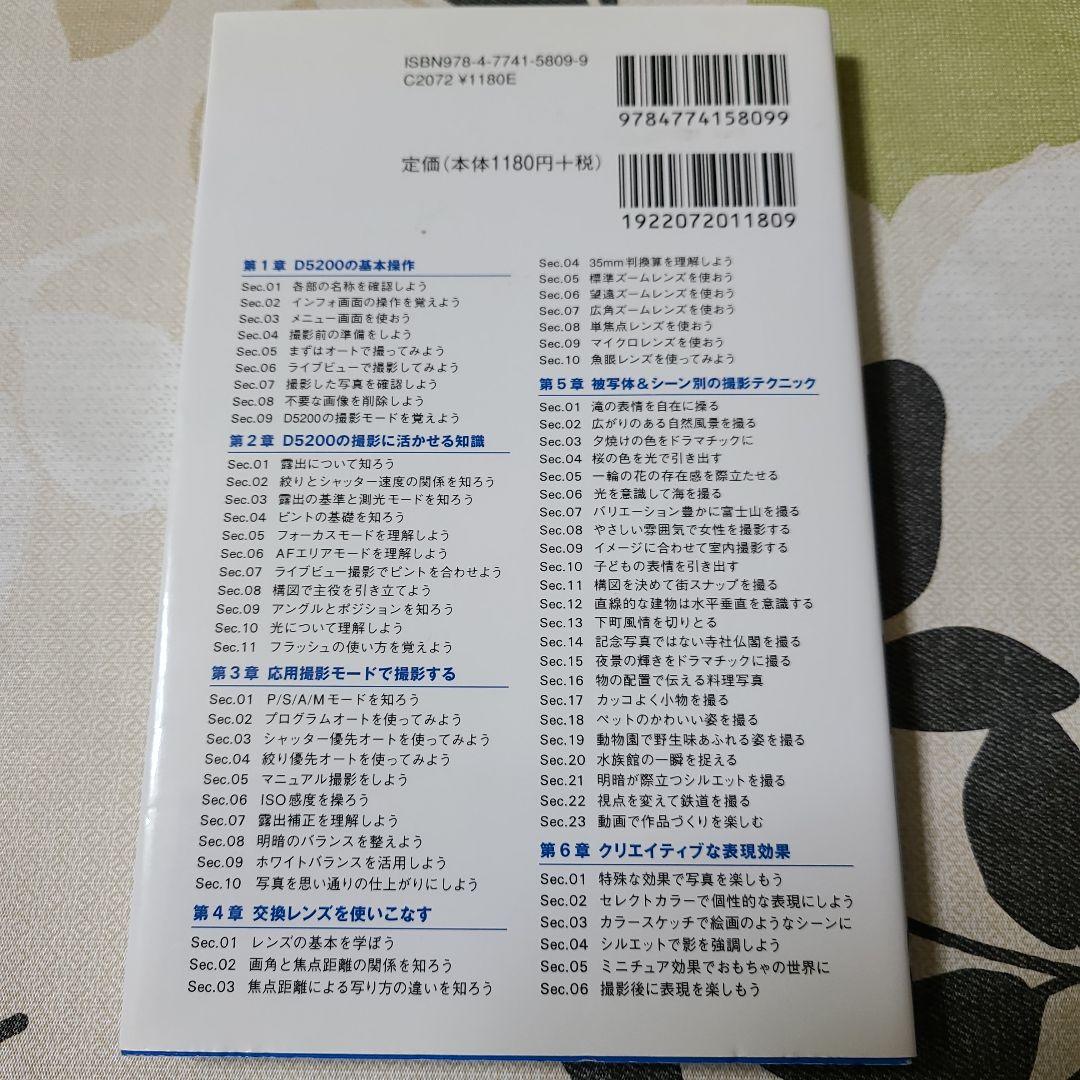 ISBN978-4-7741-5809-9
C2072 ¥1180E
9784774158099
定価(本体1180円+税)
1922072011809
第1章 D5200の基本操作
Sec.01 各部の名称を確認しよう
Sec.02 インフォ画面の操作を覚えよう
Sec.03 メニュー画面を使おう
Sec.04 撮影前の準備をしよう
Sec.05 まずはオートで撮ってみよう
Sec.06 ライブビューで撮影してみよう
Sec.07 撮影した写真を確認しよう
Sec.08 不要な画像を削除しよう
Sec.09 D5200の撮影モードを覚えよう
第2章 D5200の撮影に活かせる知識
Sec.01 露出について知ろう
Sec.02 絞りとシャッター速度の関係を知ろう
Sec.03 露出の基準と測光モードを知ろう
Sec.04 ピントの基礎を知ろう
Sec.05 フォーカスモードを理解しよう
Sec.06 AFエリアモードを理解しよう
Sec.07 ライブビュー撮影でピントを合わせよう
Sec.08 構図で主役を引き立てよう
Sec.09 アングルとポジションを知ろう
Sec.10 光について理解しよう
Sec.11 フラッシュの使い方を覚えよう
第3章 応用撮影モードで撮影する
Sec.01 P/S/A/Mモードを知ろう
Sec.02 プログラムオートを使ってみよう
Sec.03 シャッター優先オートを使ってみよう
Sec.04 絞り優先オートを使ってみよう
Sec.05 マニュアル撮影をしよう
Sec.06 ISO感度を操ろう
Sec.07 露出補正を理解しよう
Sec.08 明暗のバランスを整えよう
Sec.09 ホワイトバランスを活用しよう
Sec.10 写真を思い通りの仕上がりにしよう
第4章 交換レンズを使いこなす
Sec.01 レンズの基本を学ぼう
Sec.02 画角と焦点距離の関係を知ろう
Sec.03 焦点距離による写り方の違いを知ろう
Sec.04 35mm判換算を理解しよう
Sec.05 標準ズームレンズを使おう
Sec.06 望遠ズームレンズを使おう
Sec.07 広角ズームレンズを使おう
Sec.08 単焦点レンズを使おう
Sec.09 マイクロレンズを使おう
Sec.10 魚眼レンズを使ってみよう
第5章 被写体&シーン別の撮影テクニック
Sec.01 滝の表情を自在に操る
Sec.02 広がりのある自然風景を撮る
Sec.03 夕焼けの色をドラマチックに
Sec.04 桜の色を光で引き出す
Sec.05 一輪の花の存在感を際立たせる
Sec.06 光を意識して海を撮る
Sec.07 バリエーション豊かに富士山を撮る
Sec.08 やさしい雰囲気で女性を撮影する
Sec.09 イメージに合わせて室内撮影する
Sec.10 子どもの表情を引き出す
Sec.11 構図を決めて街スナップを撮る
Sec.12 直線的な建物は水平垂直を意識する
Sec.13 下町風情を切りとる
Sec.14 記念写真ではない寺社仏閣を撮る
Sec.15 夜景の輝きをドラマチックに撮る
Sec.16 物の配置で伝える料理写真
Sec.17 カッコよく小物を撮る
Sec.18 ペットのかわいい姿を撮る
Sec.19 動物園で野生味あふれる姿を撮る
Sec.20 水族館の一瞬を捉える
Sec.21 明暗が際立つシルエットを撮る
Sec.22 視点を変えて鉄道を撮る
Sec.23 動画で作品づくりを楽しむ
第6章 クリエイティブな表現効果
Sec.01 特殊な効果で写真を楽しもう
Sec.02 セレクトカラーで個性的な表現にしよう
Sec.03 カラースケッチで絵画のようなシーンに
Sec.04 シルエットで影を強調しよう
Sec.05 ミニチュア効果でおもちゃの世界に
Sec.06 撮影後に表現を楽しもう